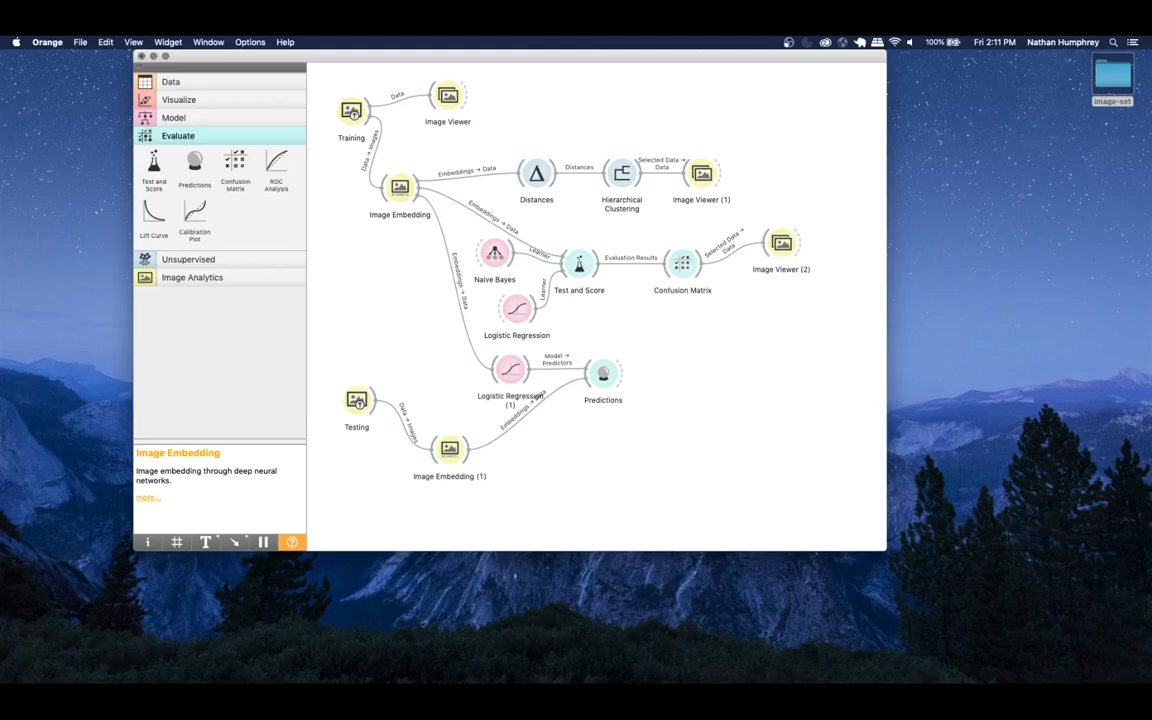 Orange File Edit View Widget Window Options Help
100% Fri 2:11 PM Nathan Humphrey
image-set
Data
Visualize
Model
Evaluate
Test and
Score
Predictions
Confusion
Matrix
ROC
Analysis
Lift Curve
Calibration
Plot
Unsupervised
Image Analytics
Image Embedding
Image embedding through deep neural
networks.
more...
Training
Data
Image Viewer
Data → Images
Image Embedding
Embeddings → Data
Distances
Distances
Hierarchical
Clustering
Selected Data →
Data
Image Viewer (1)
Embeddings → Data
Naive Bayes
Learner
Test and Score
Evaluation Results
Confusion Matrix
Selected Data →
Data
Image Viewer (2)
Learner
Logistic Regression
Embeddings → Data
Logistic Regression
(1)
Model →
Predictors
Predictions
Testing
Data → Images
Image Embedding (1)
Embeddings → Data